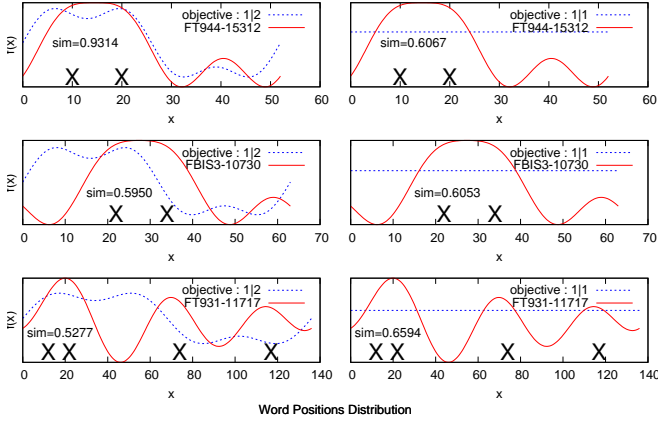 objective : 1|2
FT944-15312
sim=0.9314
X X
0 10 20 30 40 50 60
x
f(x)
objective : 1|1
FT944-15312
sim=0.6067
X X
0 10 20 30 40 50 60
x
objective : 1|2
FBIS3-10730
sim=0.5950
X X
0 10 20 30 40 50 60 70
x
f(x)
objective : 1|1
FBIS3-10730
sim=0.6053
X X
0 10 20 30 40 50 60 70
x
objective : 1|2
FT931-11717
sim=0.5277
X X X X
0 20 40 60 80 100 120 140
x
f(x)
objective : 1|1
FT931-11717
sim=0.6594
X X X X
0 20 40 60 80 100 120 140
x
Word Positions Distribution